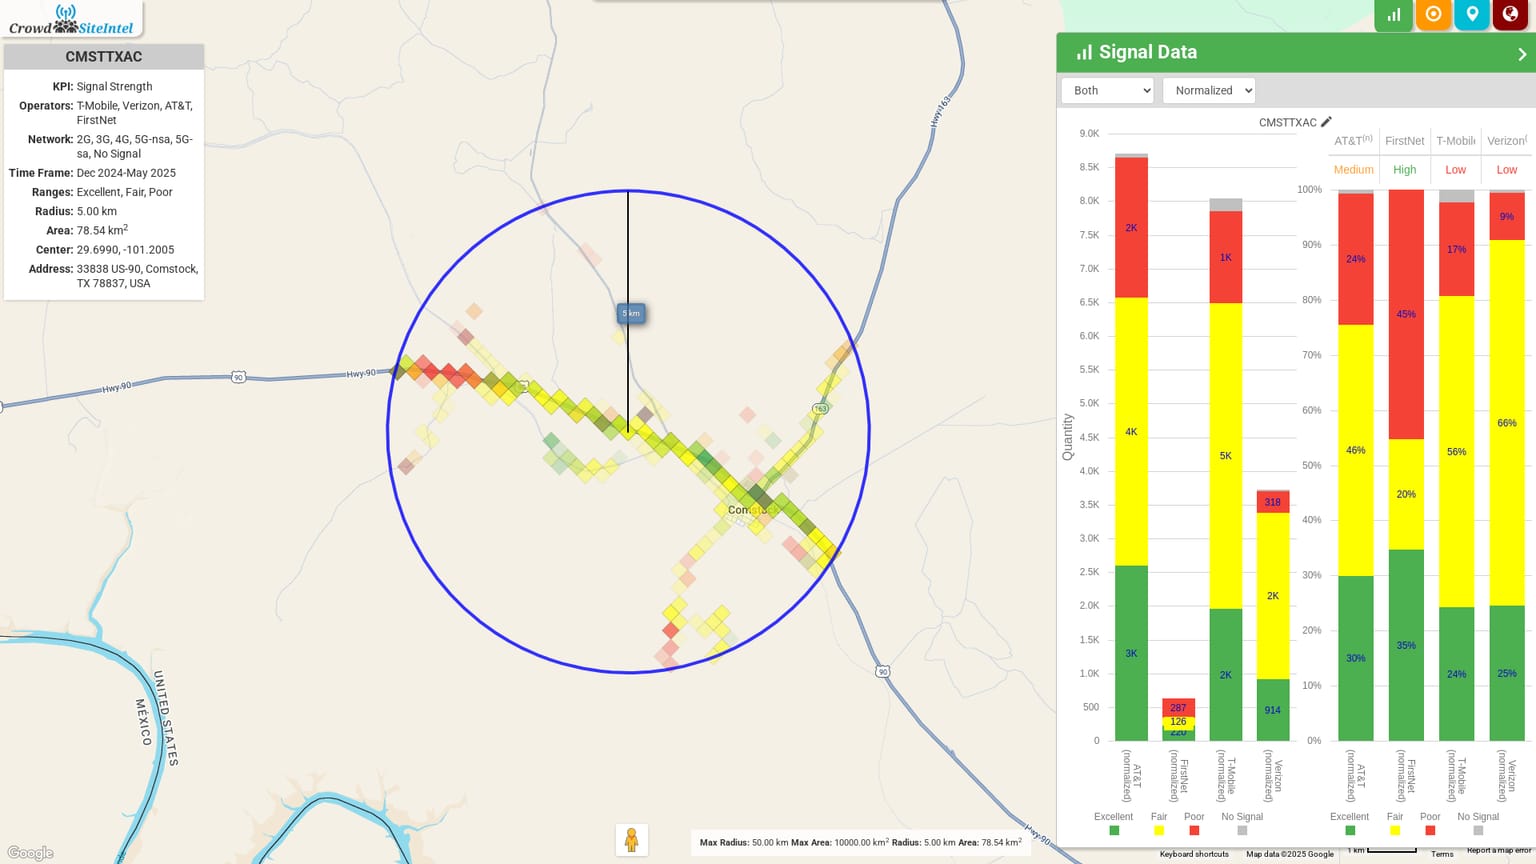 CrowdSiteIntel
CMSTTXAC
KPI: Signal Strength
Operators: T-Mobile, Verizon, AT&T,
FirstNet
Network: 2G, 3G, 4G, 5G-nsa, 5G-
sa, No Signal
Time Frame: Dec 2024-May 2025
Ranges: Excellent, Fair, Poor
Radius: 5.00 km
Area: 78.54 km2
Center: 29.6990, -101.2005
Address: 33838 US-90, Comstock,
TX 78837, USA
Hwy 163
5 km
Hwy 90
90
Hwy 90
163
Comstock
90
Hwy 90
UNITED STATES
MÉXICO
Google
Max Radius: 50.00 km Max Area: 10000.00 km2 Radius: 5.00 km Area: 78.54 km2
Signal Data
Both
Normalized
CMSTTXAC
Quantity
9.0K
8.5K
8.0K
7.5K
7.0K
6.5K
6.0K
5.5K
5.0K
4.5K
4.0K
3.5K
3.0K
2.5K
2.0K
1.5K
1.0K
500
0
2K
4K
3K
287
126
220
1K
5K
2K
318
2K
914
AT&T
(normalized)
FirstNet
(normalized)
T-Mobile
(normalized)
Verizon
(normalized)
Excellent Fair Poor No Signal
AT&T(n) FirstNet T-Mobile Verizon(
Medium High Low Low
100%
90%
80%
70%
60%
50%
40%
30%
20%
10%
0%
24%
46%
30%
45%
20%
35%
17%
56%
24%
9%
66%
25%
AT&T
(normalized)
FirstNet
(normalized)
T-Mobile
(normalized)
Verizon
(normalized)
Excellent Fair Poor No Signal
Keyboard shortcuts Map data ©2025 Google 1 km Terms Report a map error